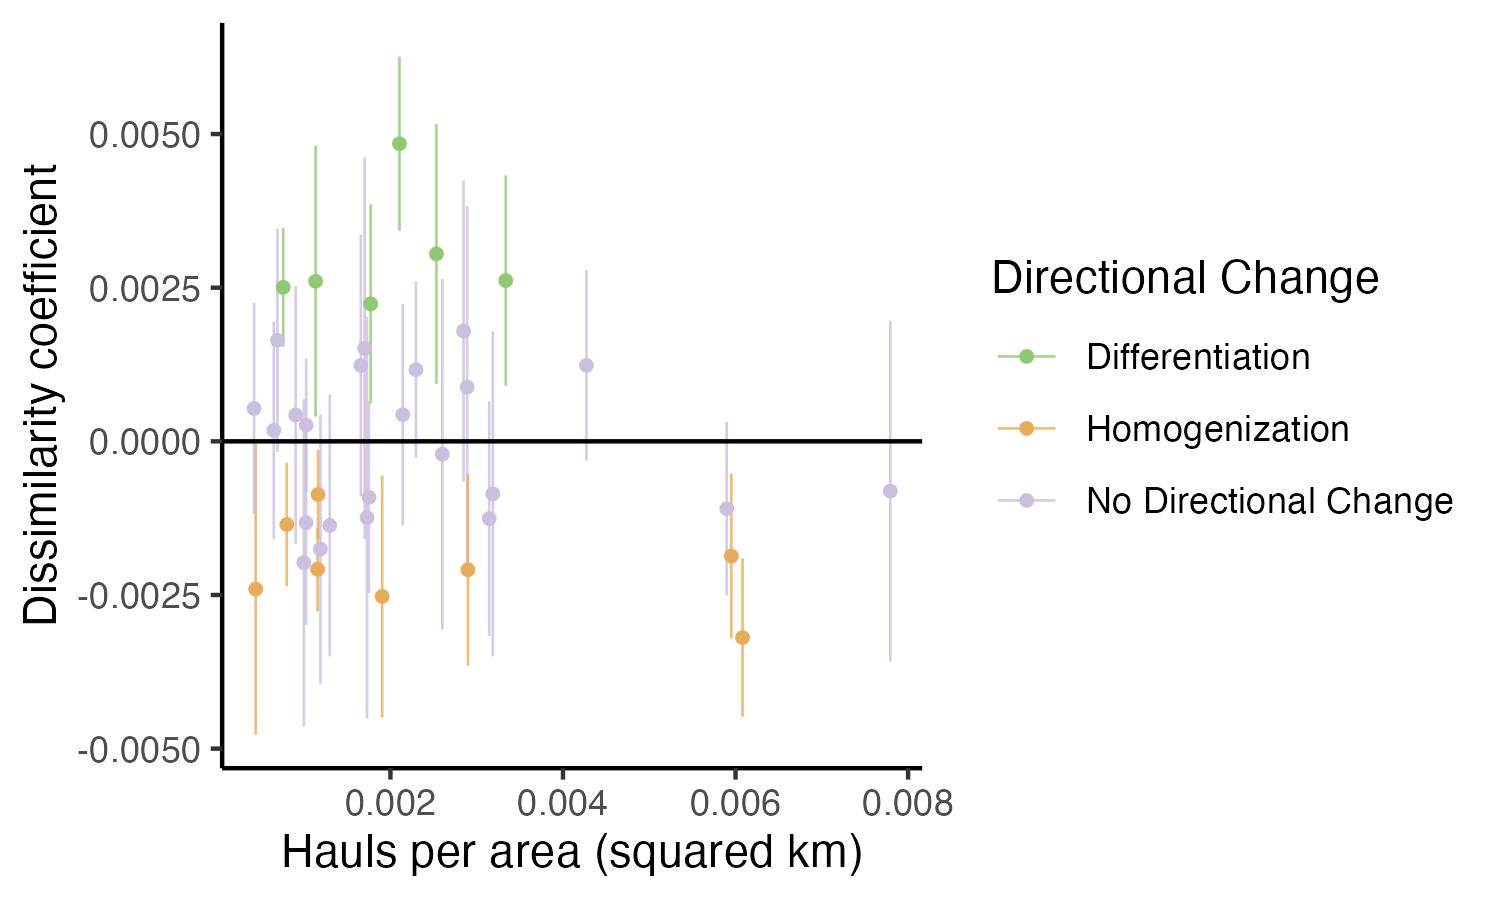 Dissimilarity coefficient
0.0050
0.0025
0.0000
-0.0025
-0.0050
0.002 0.004 0.006 0.008
Hauls per area (squared km)
Directional Change
Differentiation
Homogenization
No Directional Change